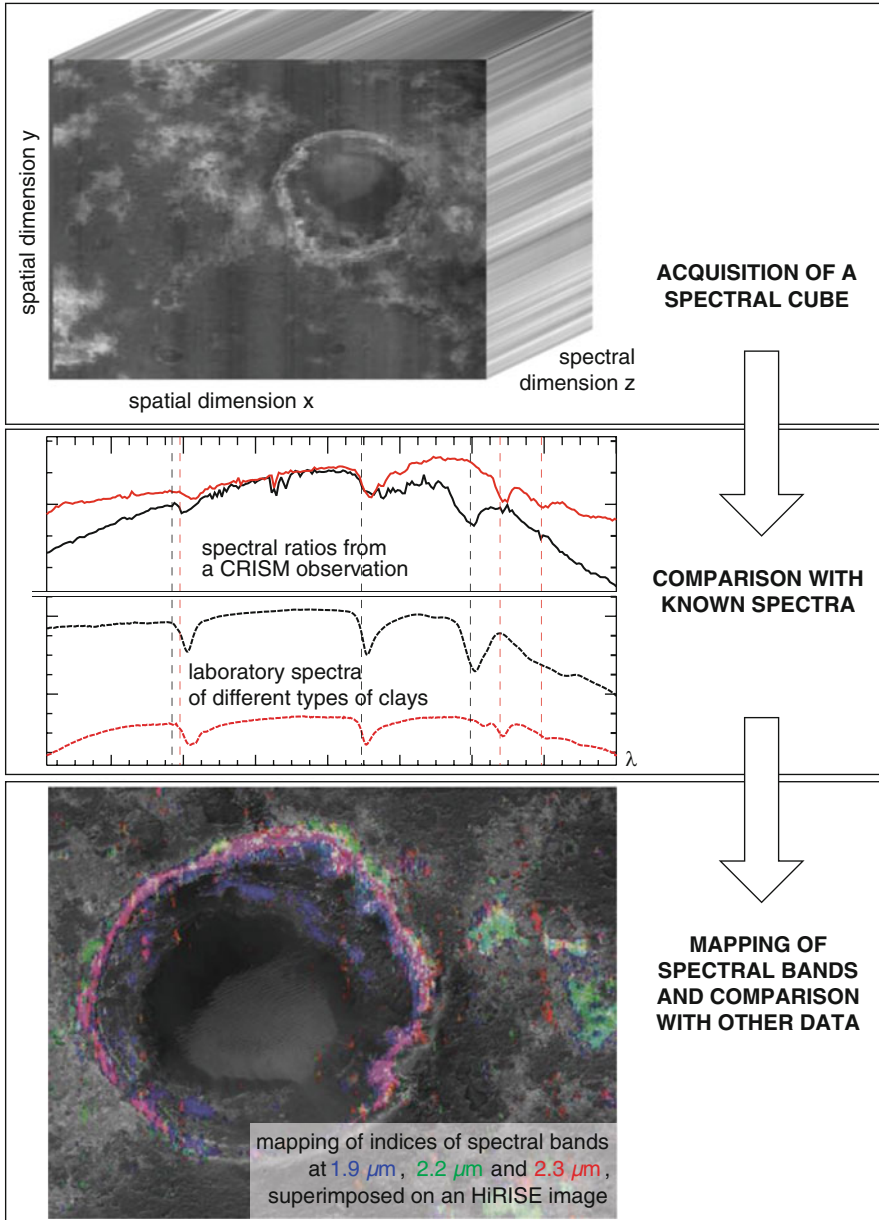 spatial dimension y
spatial dimension x
spectral
dimension z
ACQUISITION OF A
SPECTRAL CUBE
spectral ratios from
a CRISM observation
laboratory spectra
of different types of clays
λ
COMPARISON WITH
KNOWN SPECTRA
mapping of indices of spectral bands
at 1.9 µm, 2.2 µm and 2.3 µm,
superimposed on an HiRISE image
MAPPING OF
SPECTRAL BANDS
AND COMPARISON
WITH OTHER DATA